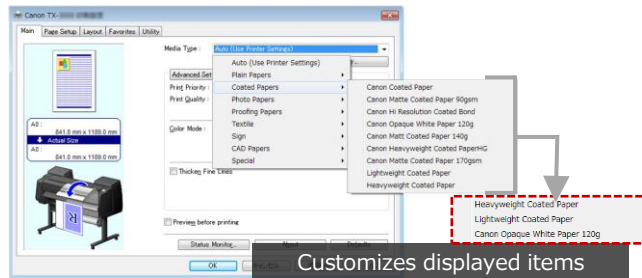 Canon TX-
Main Page Setup Layout Favorites Utility
Media Type : Auto (Use Printer Settings)
Auto (Use Printer Settings)
Advanced Set
Plain Papers
Print Priority :
Coated Papers
Canon Coated Paper
Print Quality :
Photo Papers
Canon Matte Coated Paper 90gsm
Proofing Papers
Canon Hi Resolution Coated Bond
Textile
Canon Opaque White Paper 120g
A0 :
841.0 mm x 1189.0 mm
Color Mode :
Sign
Canon Matt Coated Paper 140g
Actual Size
CAD Papers
Canon Heavyweight Coated PaperHG
A0 :
841.0 mm x 1189.0 mm
Special
Canon Matte Coated Paper 170gsm
Thicken Fine Lines
Lightweight Coated Paper
Heavyweight Coated Paper
Heavyweight Coated Paper
Lightweight Coated Paper
Canon Opaque White Paper 120g
Preview before printing
Status Monitor... About Defaults
OK
Customizes displayed items